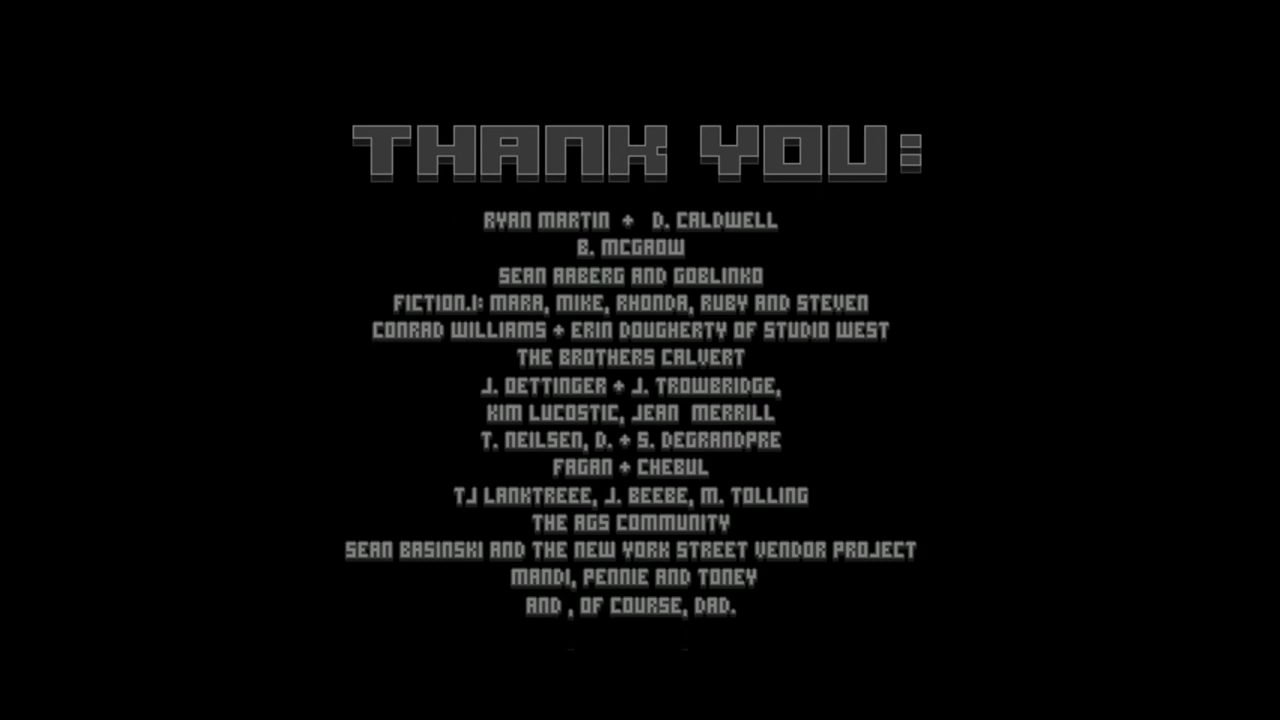 THANK YOU:
RYAN MARTIN + D. CALDWELL
B. MCGROW
SEAN AABERG AND GOBLINKO
FICTION.1: MARA, MIKE, RHONDA, RUBY AND STEVEN
CONRAD WILLIAMS + ERIN DOUGHERTY OF STUDIO WEST
THE BROTHERS CALVERT
J. OETTINGER + J. TROWBRIDGE,
KIM LUCOSTIC, JEAN MERRILL
T. NEILSEN, D. + S. DEGRANDPRE
FAGAN + CHEBUL
TJ LANKTREEE, J. BEEBE, M. TOLLING
THE AGS COMMUNITY
SEAN BASINSKI AND THE NEW YORK STREET VENDOR PROJECT
MANDI, PENNIE AND TONEY
AND , OF COURSE, DAD.